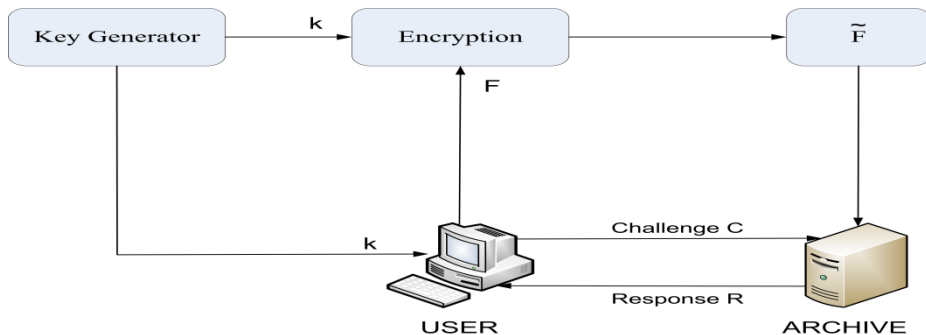 Key Generator
k
Encryption
F̃
F
k
Challenge C
Response R
USER
ARCHIVE